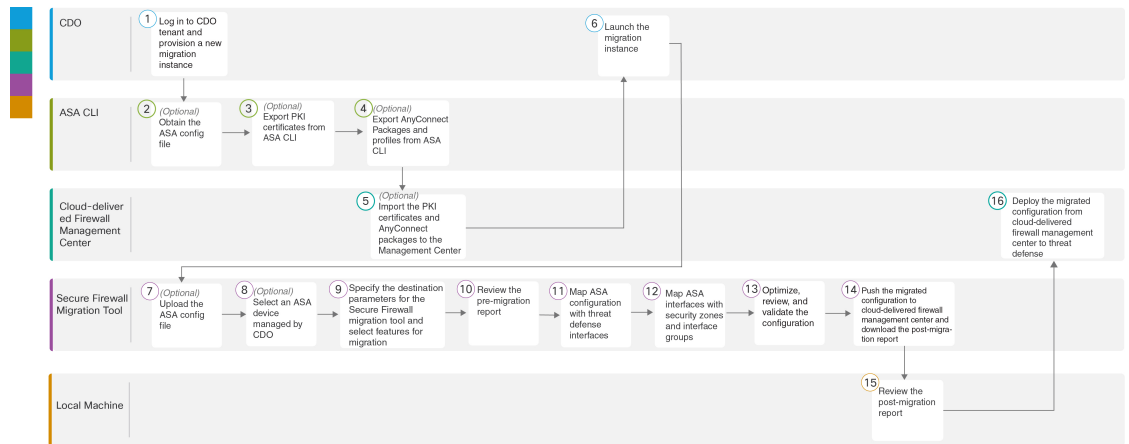 CDO
1
Log in to CDO
tenant and
provision a new
migration
instance
6
Launch the
migration
instance
ASA CLI
2
(Optional)
Obtain the
ASA config
file
3
(Optional)
Export PKI
certificates from
ASA CLI
4
(Optional)
Export AnyConnect
Packages and
profiles from ASA
CLI
Cloud-deliver
ed Firewall
Management
Center
5
(Optional)
Import the PKI
certificates and
AnyConnect
packages to the
Management Center
16
Deploy the migrated
configuration from
cloud-delivered
firewall management
center to threat
defense
Secure Firewall
Migration Tool
7
(Optional)
Upload the
ASA config
file
8
(Optional)
Select an ASA
device
managed by
CDO
9
Specify the destination
parameters for the
Secure Firewall
migration tool and
select features for
migration
10
Review the
pre-migration
report
11
Map ASA
configuration
with threat
defense
interfaces
12
Map ASA
interfaces with
security zones
and interface
groups
13
Optimize,
review, and
validate the
configuration
14
Push the migrated
configuration to
cloud-delivered firewall
management center and
download the post-migra-
tion report
Local Machine
15
Review the
post-migration
report